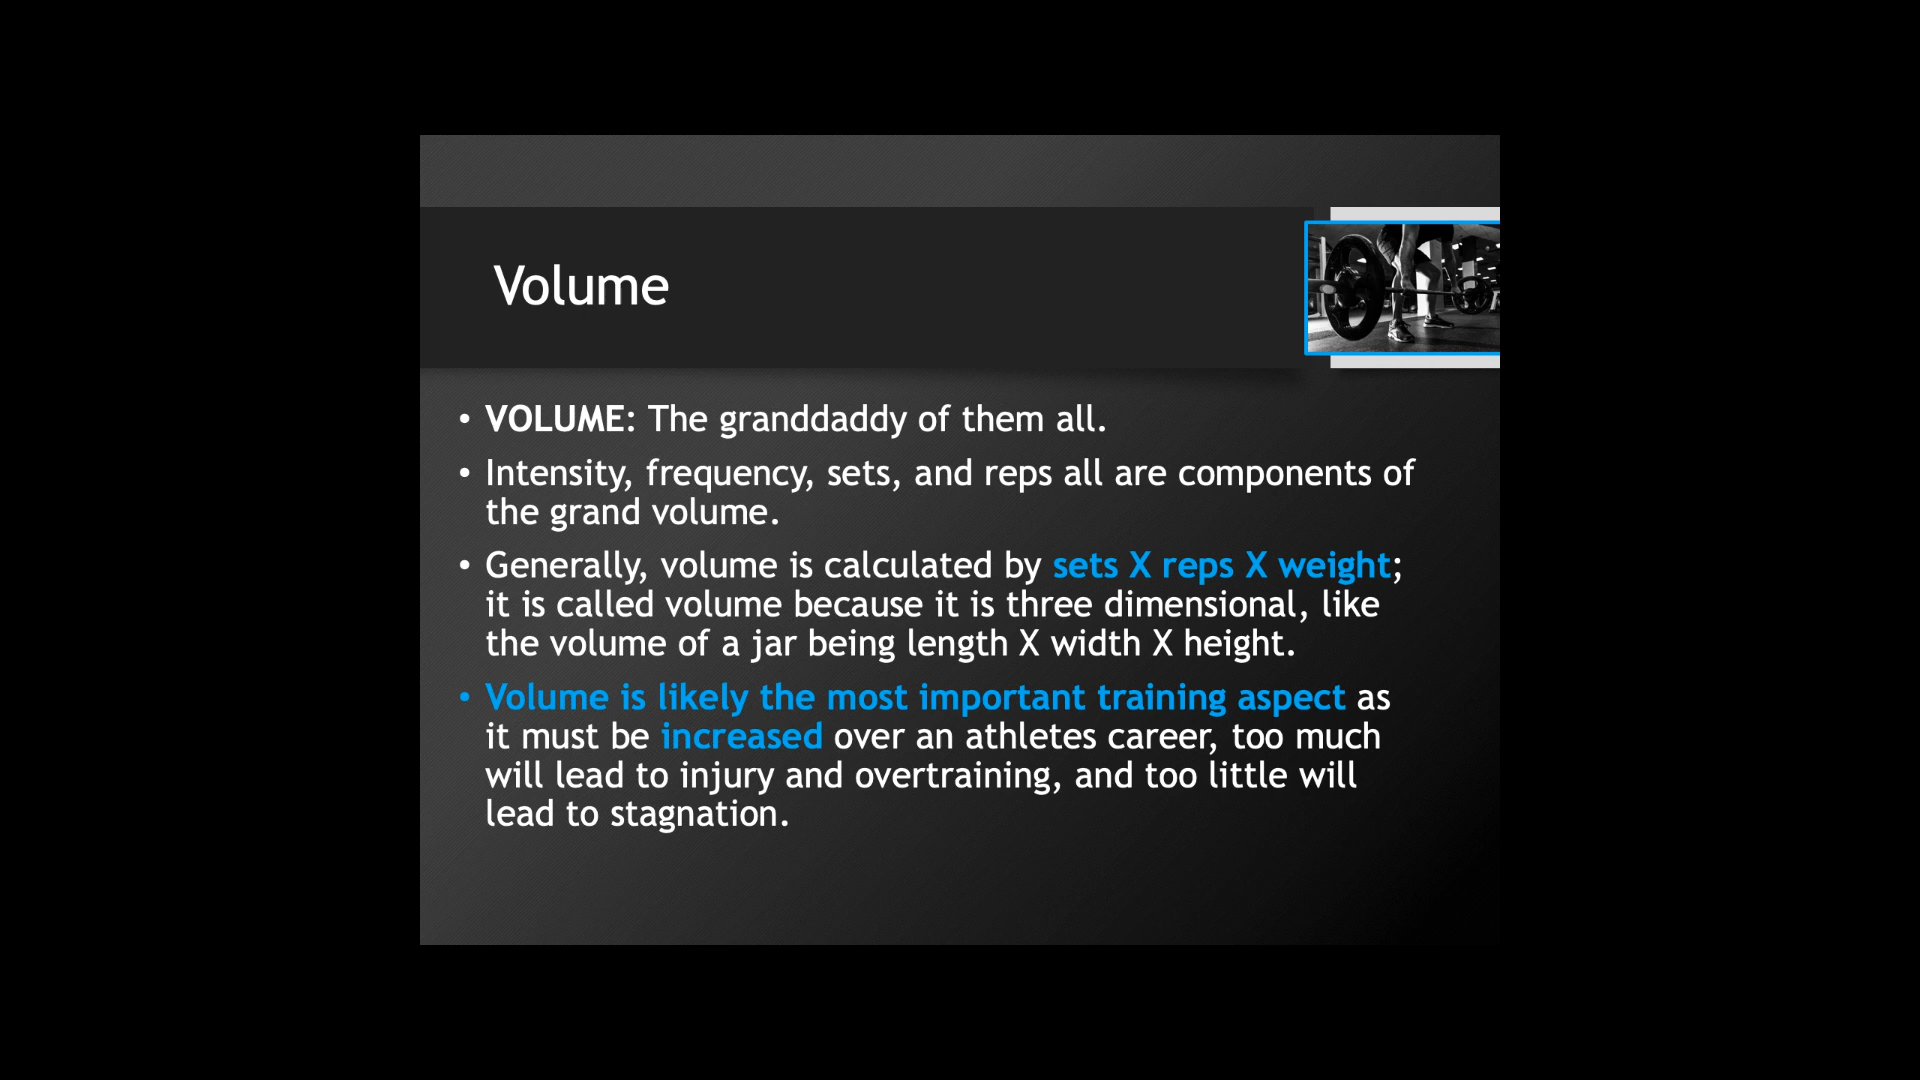 Volume
• VOLUME: The granddaddy of them all.
• Intensity, frequency, sets, and reps all are components of
the grand volume.
• Generally, volume is calculated by sets X reps X weight;
it is called volume because it is three dimensional, like
the volume of a jar being length X width X height.
• Volume is likely the most important training aspect as
it must be increased over an athletes career, too much
will lead to injury and overtraining, and too little will
lead to stagnation.